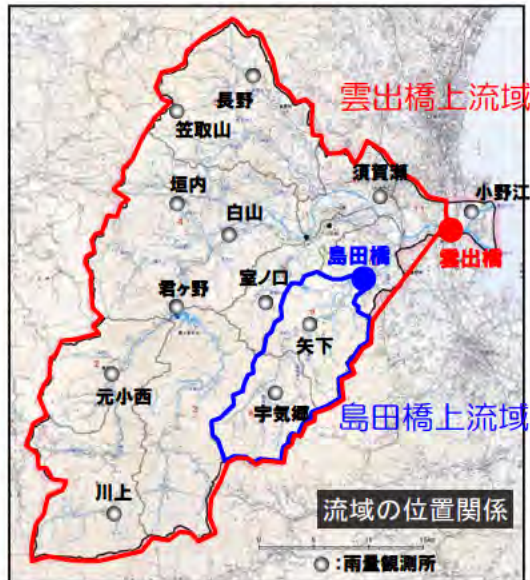 長野
雲出橋上流域
笠取山
須賀瀬
小野江
垣内
白山
雲出橋
島田橋
室ノ口
君ヶ野
矢下
元小西
宇気郷
島田橋上流域
川上
流域の位置関係
:雨量観測所